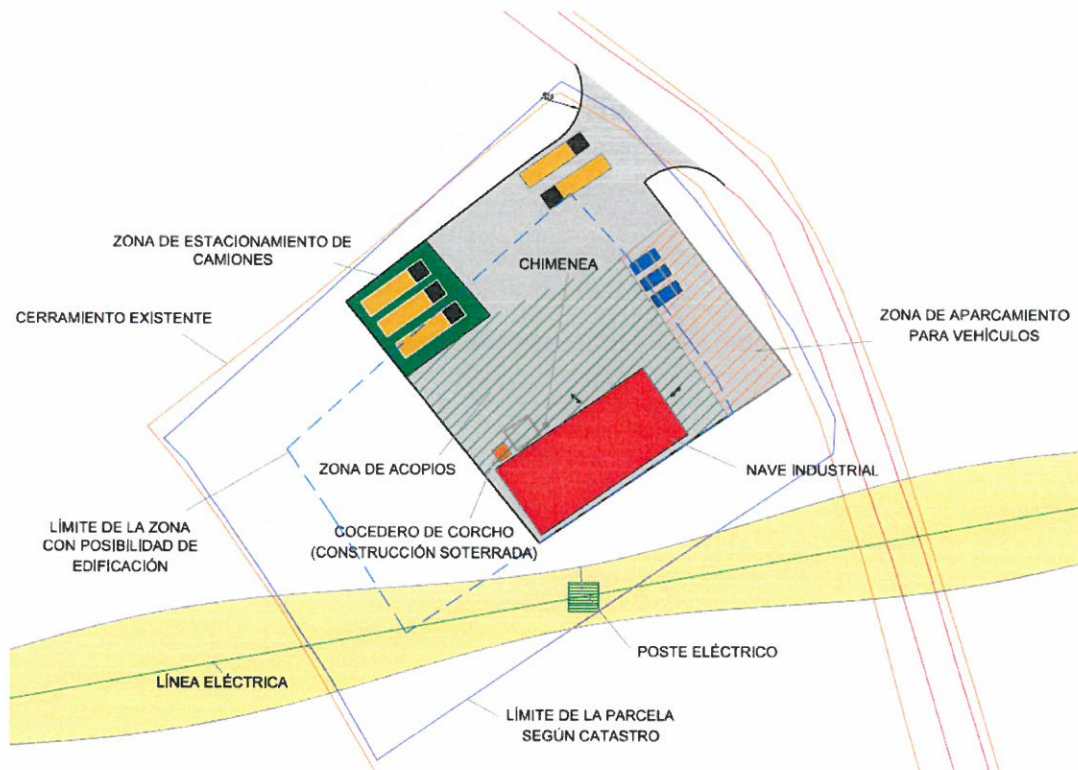 ZONA DE ESTACIONAMIENTO DE
CAMIONES
CHIMENEA
CERRAMIENTO EXISTENTE
ZONA DE APARCAMIENTO
PARA VEHÍCULOS
ZONA DE ACOPIOS
NAVE INDUSTRIAL
LÍMITE DE LA ZONA
CON POSIBILIDAD DE
EDIFICACIÓN
COCEDERO DE CORCHO
(CONSTRUCCIÓN SOTERRADA)
POSTE ELÉCTRICO
LÍNEA ELÉCTRICA
LÍMITE DE LA PARCELA
SEGÚN CATASTRO